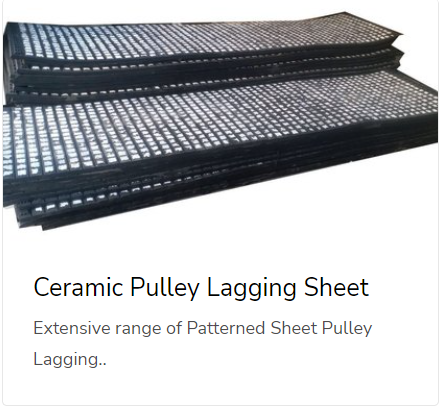 Ceramic Pulley Lagging Sheet
Extensive range of Patterned Sheet Pulley
Lagging..